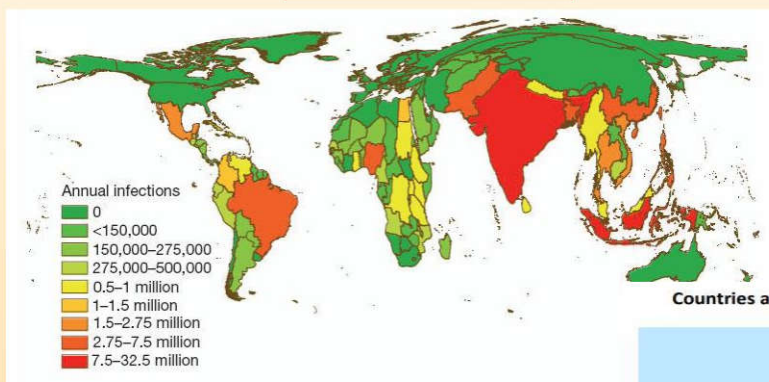 Annual infections
0
<150,000
150,000–275,000
275,000–500,000
0.5–1 million
1–1.5 million
1.5–2.75 million
2.75–7.5 million
7.5–32.5 million
Countries a